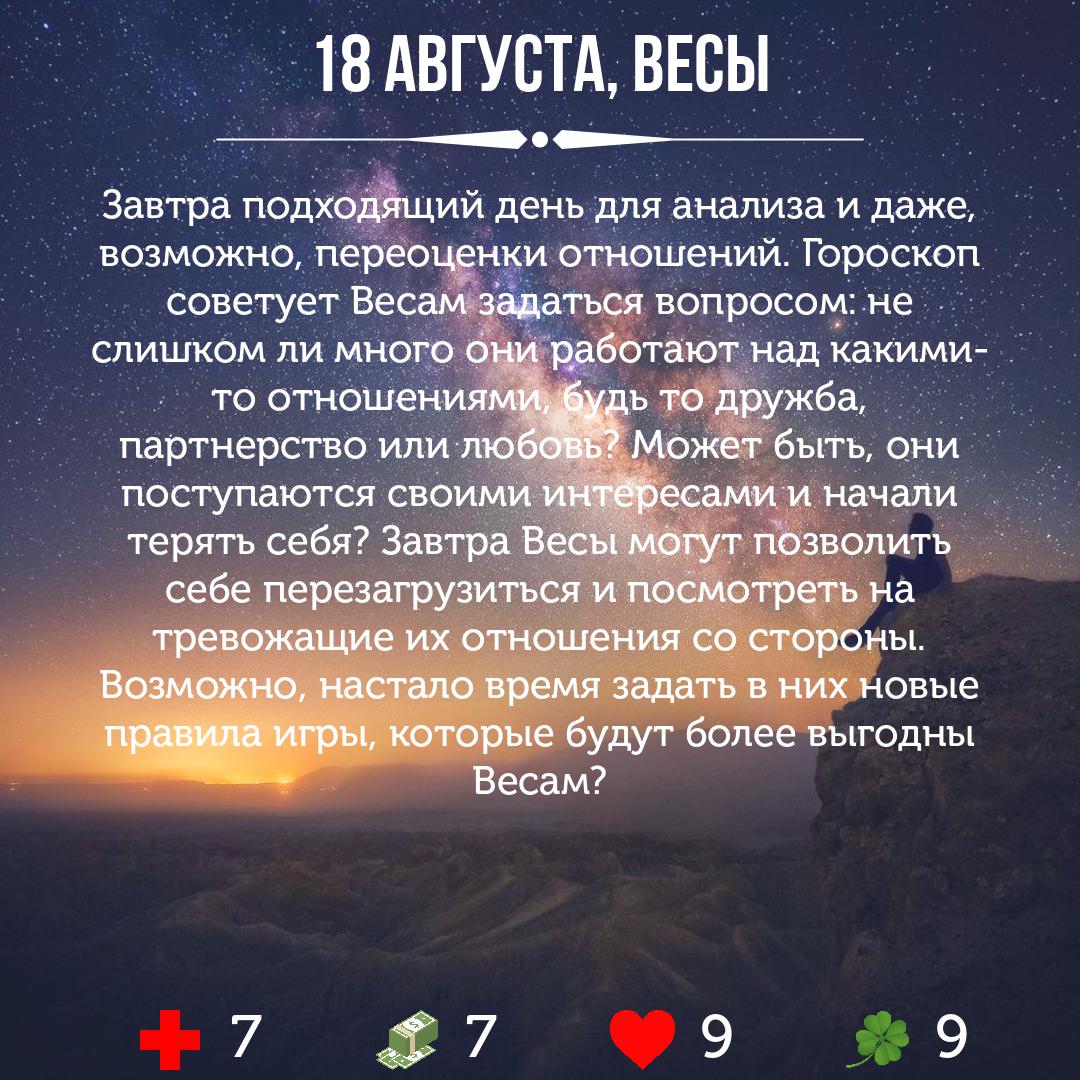 18 АВГУСТА, ВЕСЫ
Завтра подходящий день для анализа и даже,
возможно, переоценки отношений. Гороскоп
советует Весам задаться вопросом: не
слишком ли много они работают над какими-
то отношениями, будь то дружба,
партнерство или любовь? Может быть, они
поступаются своими интересами и начали
терять себя? Завтра Весы могут позволить
себе перезагрузиться и посмотреть на
тревожащие их отношения со стороны.
Возможно, настало время задать в них новые
правила игры, которые будут более выгодны
Весам?
7 7 9 9